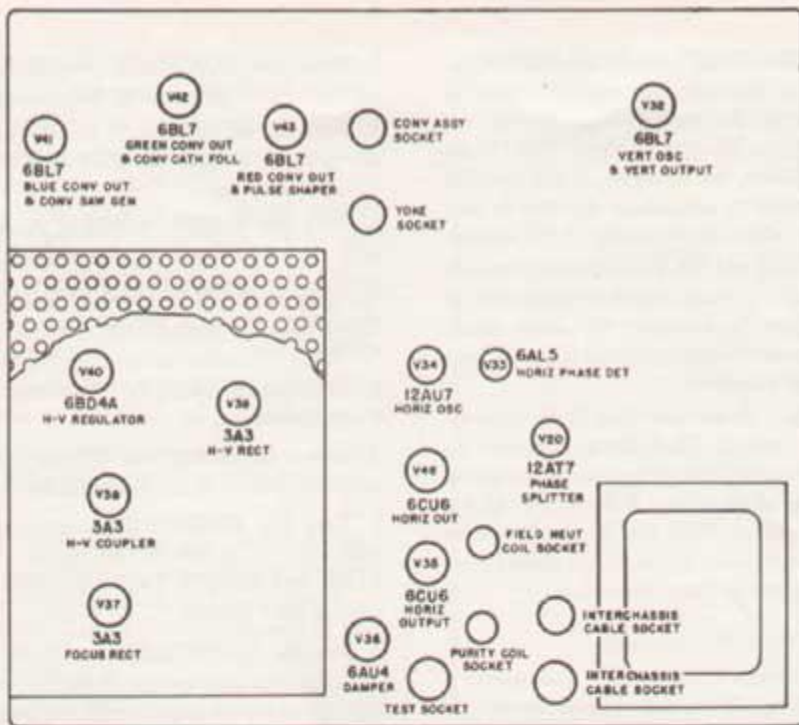 V41
6BL7
BLUE CONV OUT
& CONV SAW GEN
V42
6BL7
GREEN CONV OUT
& CONV CATH FOLL
V43
6BL7
RED CONV OUT
& PULSE SHAPER
CONV ASSY
SOCKET
YOKE
SOCKET
V32
6BL7
VERT OSC
& VERT OUTPUT
V40
6BD4A
H-V REGULATOR
3A3
H-V RECT
V34
12AU7
HORIZ OSC
V33
6AL5
HORIZ PHASE DET
V20
12AT7
PHASE
SPLITTER
3A3
H-V COUPLER
6CU6
HORIZ OUT
FIELD NEUT
COIL SOCKET
V35
6CU6
HORIZ
OUTPUT
V37
3A3
FOCUS RECT
V36
6AU4
DAMPER
PURITY COIL
SOCKET
TEST SOCKET
INTERCHASSIS
CABLE SOCKET
INTERCHASSIS
CABLE SOCKET